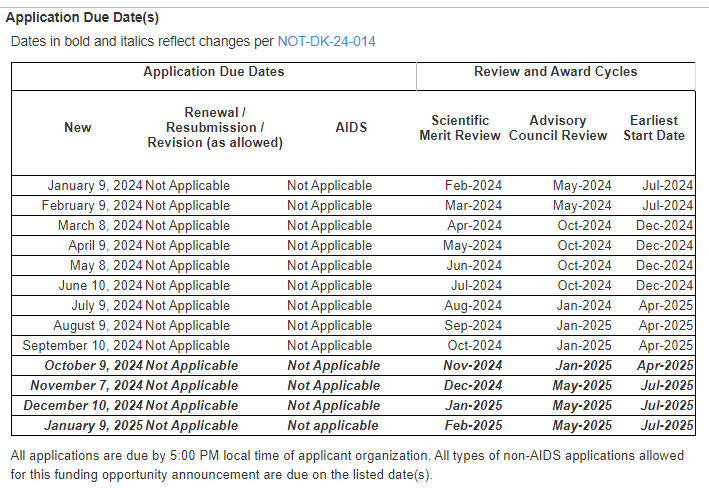 Application Due Date(s)
Dates in bold and italics reflect changes per NOT-DK-24-014
Application Due Dates Review and Award Cycles
New Renewal / Resubmission / Revision (as allowed) AIDS Scientific Merit Review Advisory Council Review Earliest Start Date
January 9, 2024 Not Applicable Not Applicable Feb-2024 May-2024 Jul-2024
February 9, 2024 Not Applicable Not Applicable Mar-2024 May-2024 Jul-2024
March 8, 2024 Not Applicable Not Applicable Apr-2024 Oct-2024 Dec-2024
April 9, 2024 Not Applicable Not Applicable May-2024 Oct-2024 Dec-2024
May 8, 2024 Not Applicable Not Applicable Jun-2024 Oct-2024 Dec-2024
June 10, 2024 Not Applicable Not Applicable Jul-2024 Oct-2024 Dec-2024
July 9, 2024 Not Applicable Not Applicable Aug-2024 Jan-2024 Apr-2025
August 9, 2024 Not Applicable Not Applicable Sep-2024 Jan-2025 Apr-2025
September 10, 2024 Not Applicable Not Applicable Oct-2024 Jan-2025 Apr-2025
October 9, 2024 Not Applicable Not Applicable Nov-2024 Jan-2025 Apr-2025
November 7, 2024 Not Applicable Not Applicable Dec-2024 May-2025 Jul-2025
December 10, 2024 Not Applicable Not Applicable Jan-2025 May-2025 Jul-2025
January 9, 2025 Not Applicable Not applicable Feb-2025 May-2025 Jul-2025
All applications are due by 5:00 PM local time of applicant organization. All types of non-AIDS applications allowed
for this funding opportunity announcement are due on the listed date(s).